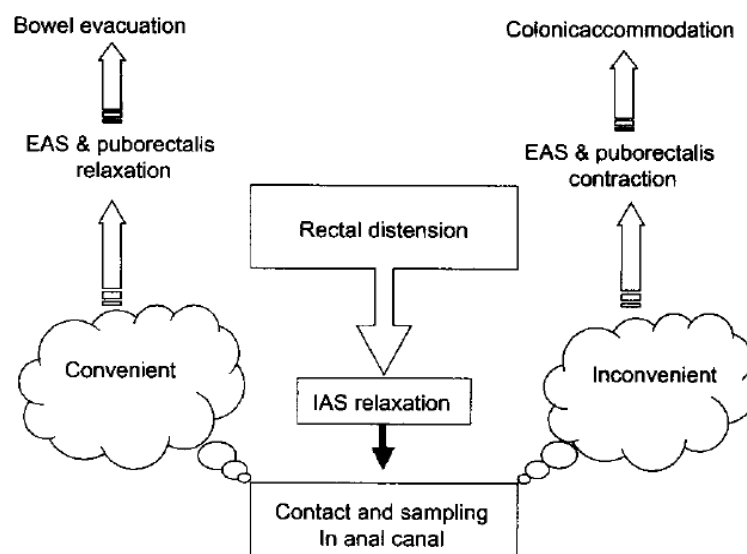 Bowel evacuation
Colonicaccommodation
EAS & puborectalis
relaxation
EAS & puborectalis
contraction
Rectal distension
Convenient
Inconvenient
IAS relaxation
Contact and sampling
In anal canal